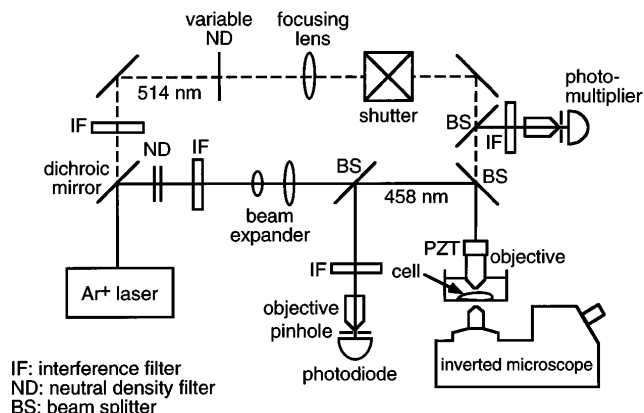 variable
ND
focusing
lens
514 nm
shutter
photo-
multiplier
BS
IF
IF
dichroic
mirror
ND
IF
beam
expander
BS
458 nm
BS
PZT
objective
cell
Ar+ laser
IF
objective
pinhole
photodiode
inverted microscope
IF: interference filter
ND: neutral density filter
BS: beam splitter